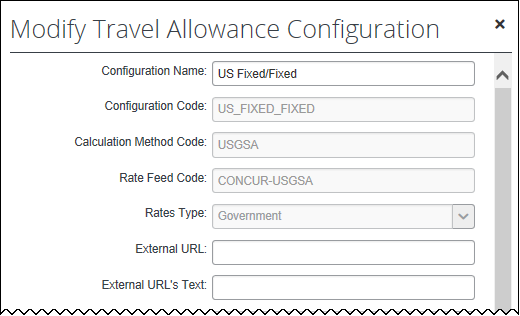 Modify Travel Allowance Configuration
Configuration Name: US Fixed/Fixed
Configuration Code: US_FIXED_FIXED
Calculation Method Code: USGSA
Rate Feed Code: CONCUR-USGSA
Rates Type: Government
External URL:
External URL's Text: